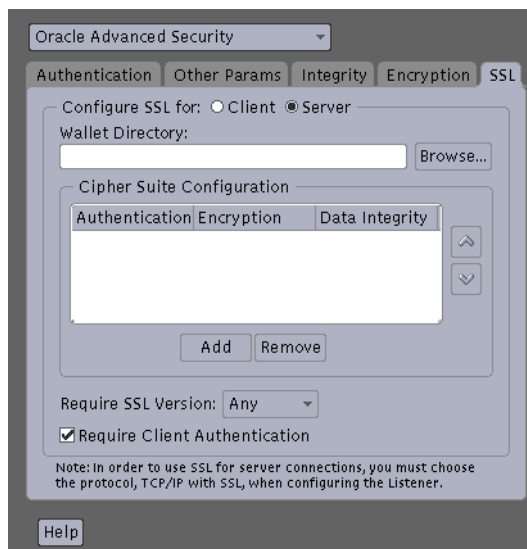 Oracle Advanced Security
Authentication Other Params Integrity Encryption SSL
Configure SSL for: Client Server
Wallet Directory:
Browse...
Cipher Suite Configuration
Authentication Encryption Data Integrity
Add Remove
Require SSL Version: Any
Require Client Authentication
Note: In order to use SSL for server connections, you must choose
the protocol, TCP/IP with SSL, when configuring the Listener.
Help